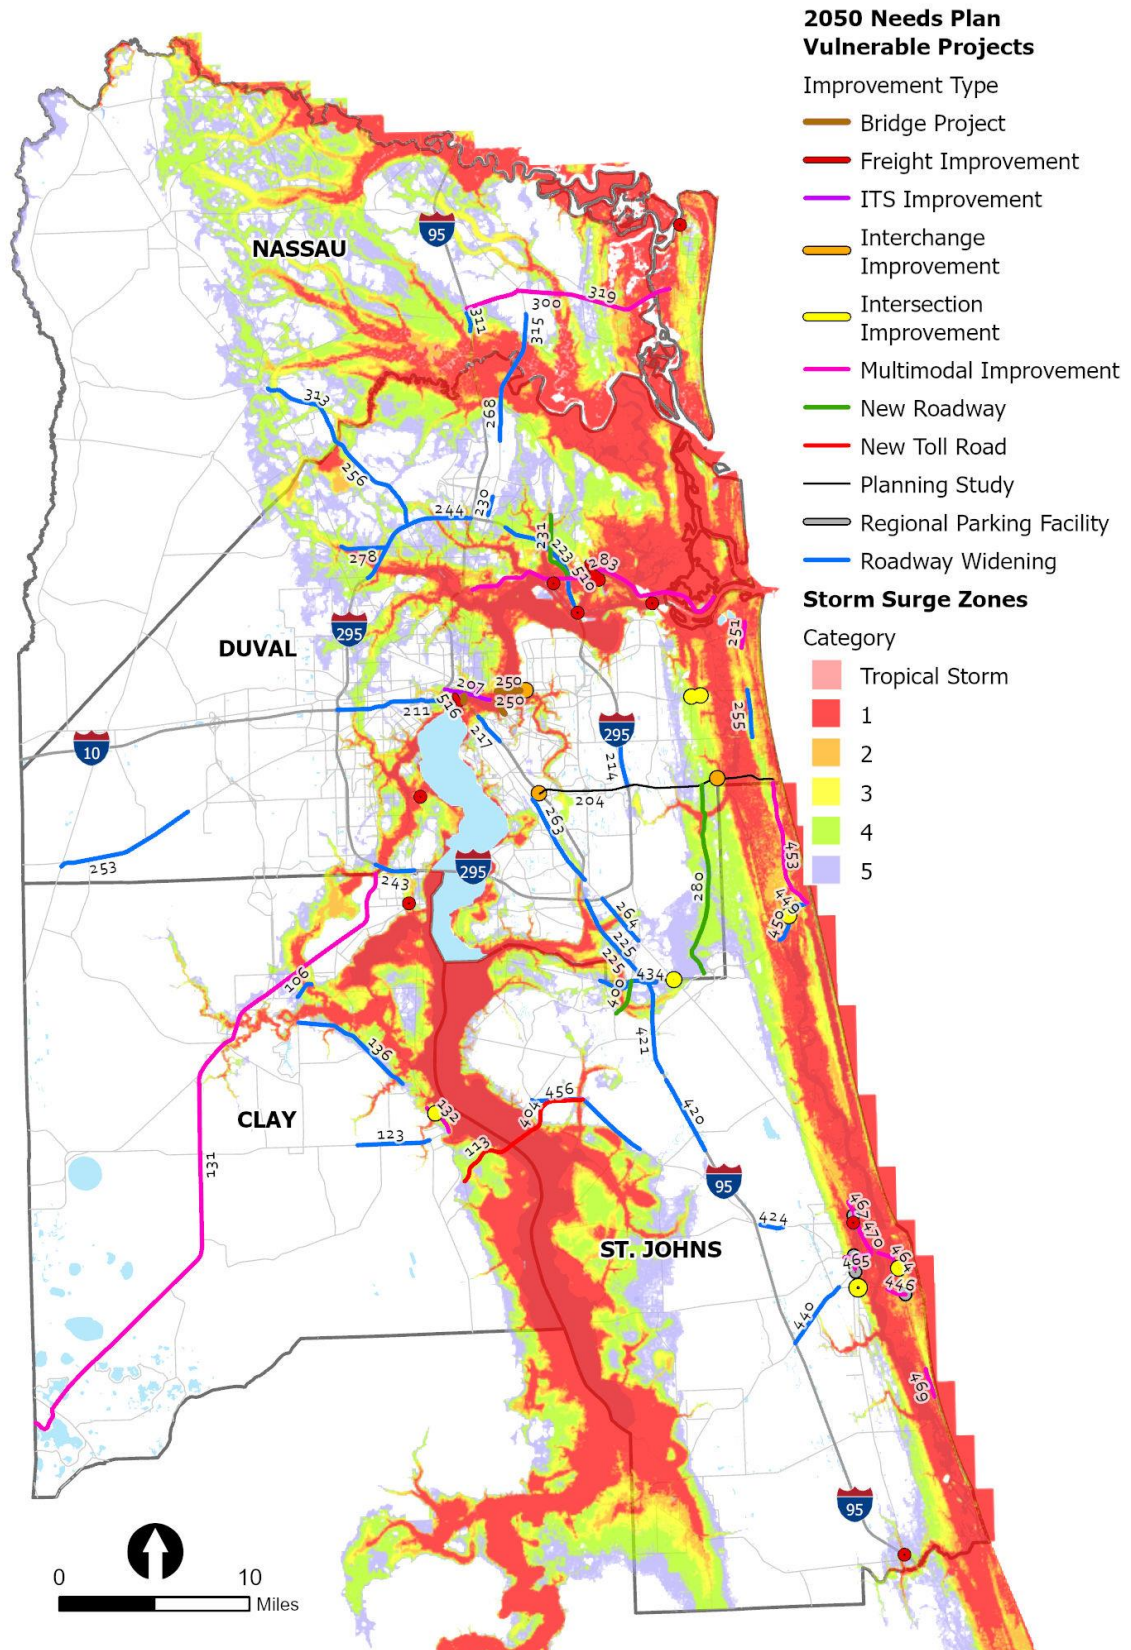 2050 Needs Plan
Vulnerable Projects
Improvement Type
Bridge Project
Freight Improvement
ITS Improvement
Interchange
Improvement
Intersection
Improvement
Multimodal Improvement
New Roadway
New Toll Road
Planning Study
Regional Parking Facility
Roadway Widening
Storm Surge Zones
Category
Tropical Storm
1
2
3
4
5
NASSAU
95
319
300
311
315
313
268
256
230
244
231
223
278
510
283
295
DUVAL
251
207
250
250
516
211
217
255
10
295
214
204
263
453
253
243
295
280
449
450
264
225
225
434
400
106
421
136
132
456
404
420
CLAY
123
113
131
95
467
424
470
ST. JOHNS
464
465
446
440
469
95
0
10
Miles